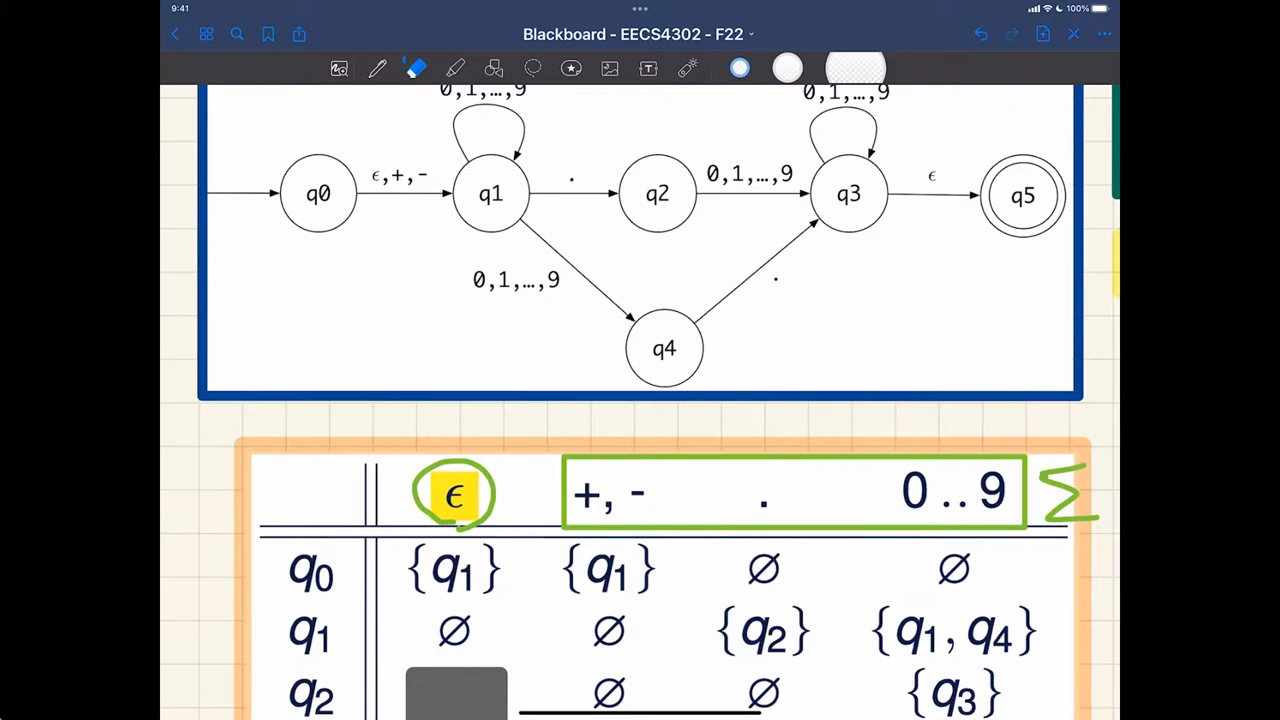 9:41
100%
Blackboard - EECS4302 - F22
0,1,…,9 0,1,…,9
ϵ,+,- . 0,1,…,9 ϵ
q0 q1 q2 q3 q5
0,1,…,9 .
q4
ϵ +,- . 0..9 Σ
q0 {q1} {q1} ∅ ∅
q1 ∅ ∅ {q2} {q1, q4}
q2 ∅ ∅ {q3}